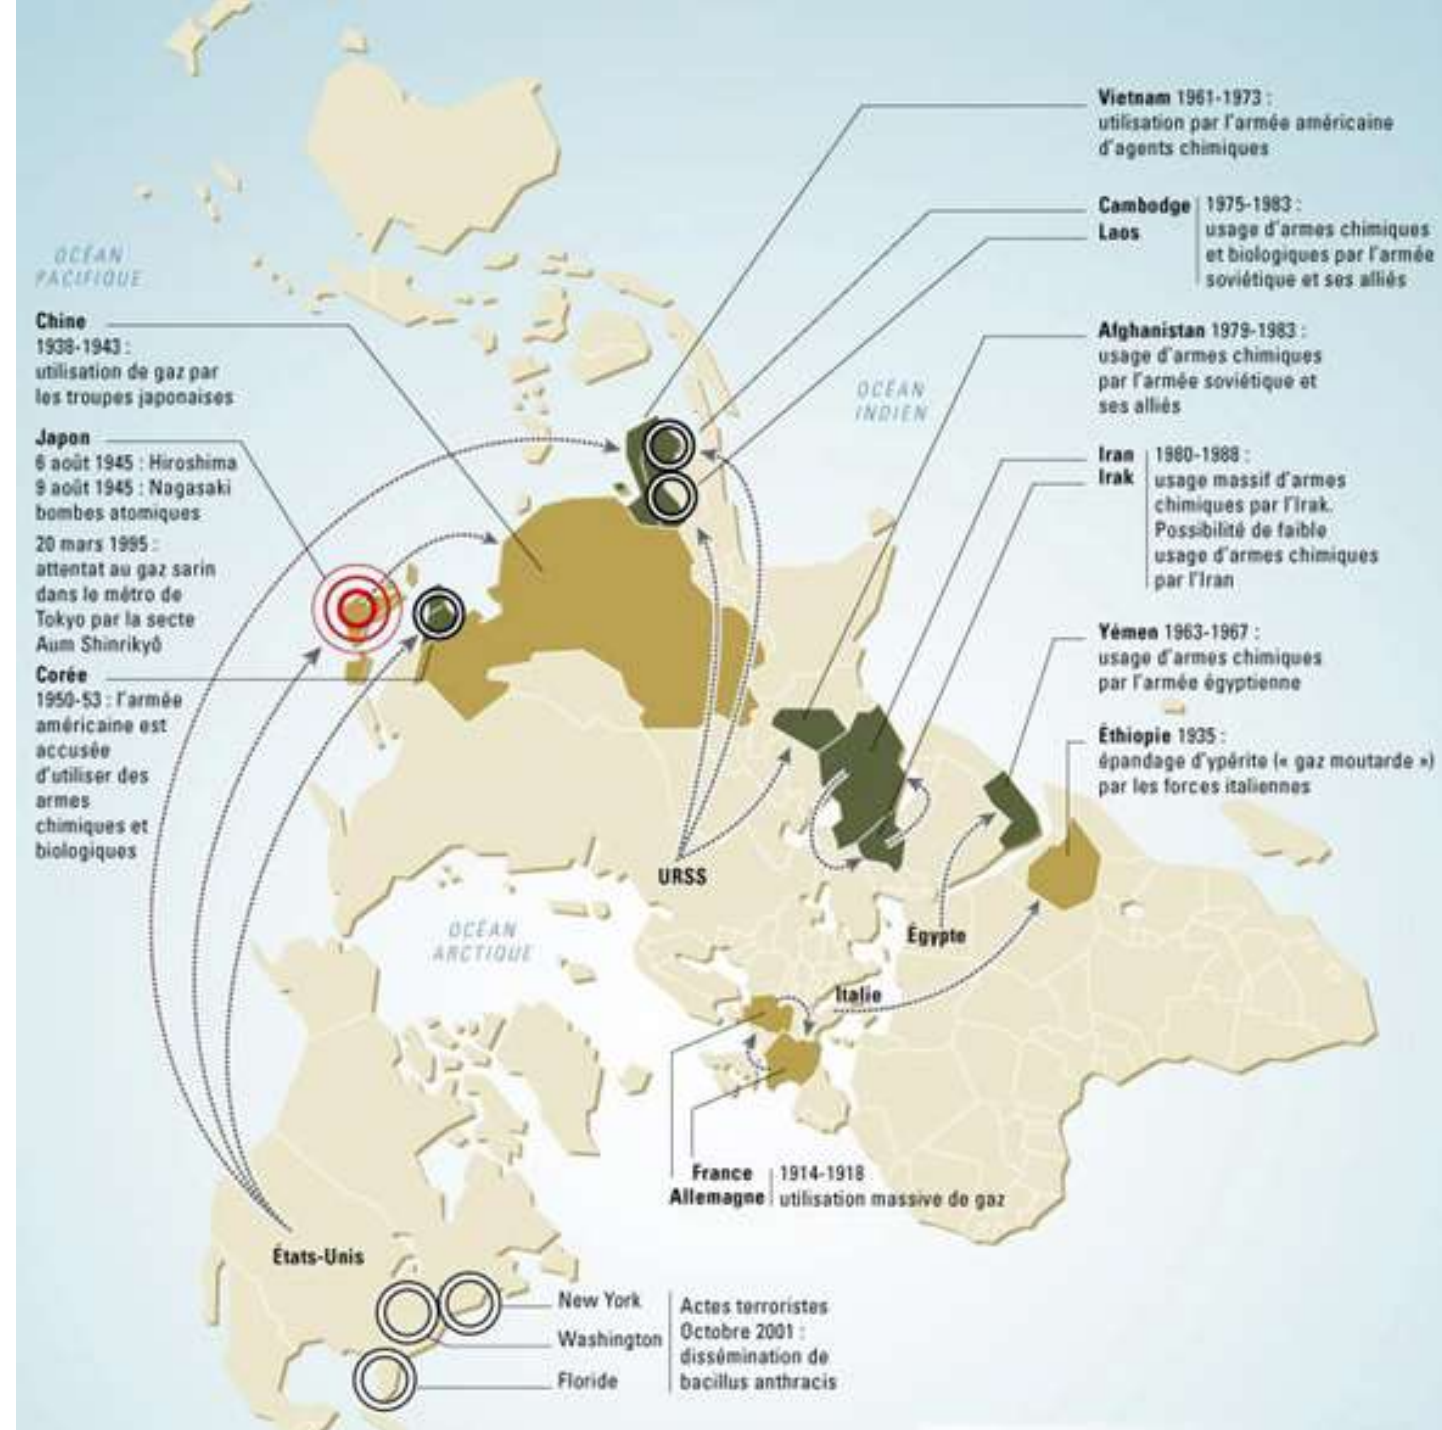 Vietnam 1961-1973 :
utilisation par l'armée américaine
d'agents chimiques
Cambodge
Laos
1975-1983 :
usage d'armes chimiques
et biologiques par l'armée
soviétique et ses alliés
OCÉAN
PACIFIQUE
Chine
1938-1943 :
utilisation de gaz par
les troupes japonaises
Afghanistan 1979-1983 :
usage d'armes chimiques
par l'armée soviétique et
ses alliés
OCÉAN
INDIEN
Japon
6 août 1945 : Hiroshima
9 août 1945 : Nagasaki
bombes atomiques
20 mars 1995 :
attentat au gaz sarin
dans le métro de
Tokyo par la secte
Aum Shinrikyô
Iran
Irak
1980-1988 :
usage massif d'armes
chimiques par l'Irak.
Possibilité de faible
usage d'armes chimiques
par l'Iran
Corée
1950-53 : l'armée
américaine est
accusée
d'utiliser des
armes
chimiques et
biologiques
Yémen 1963-1967 :
usage d'armes chimiques
par l'armée égyptienne
Éthiopie 1935 :
épandage d'ypérite (« gaz moutarde »)
par les forces italiennes
URSS
OCÉAN
ARCTIQUE
Égypte
Italie
France
Allemagne
1914-1918
utilisation massive de gaz
États-Unis
New York
Washington
Floride
Actes terroristes
Octobre 2001 :
dissémination de
bacillus anthracis